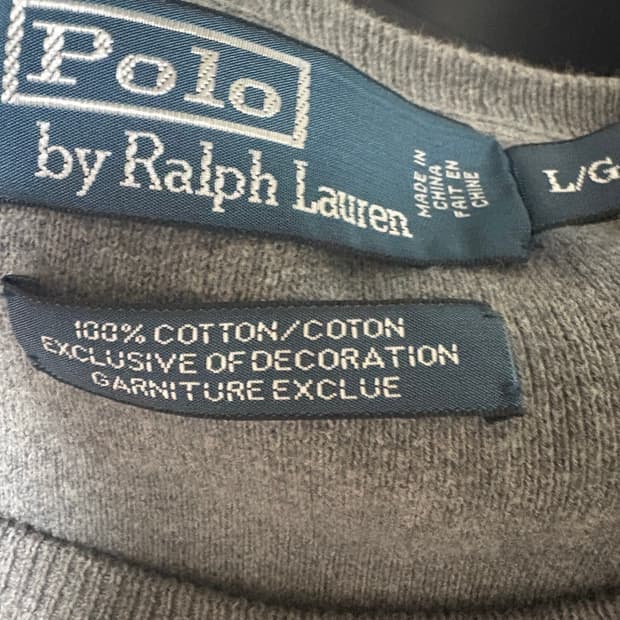 Polo
by Ralph Lauren
MADE IN
CHINA
FAIT EN
CHINE
L/G
100% COTTON/COTON
EXCLUSIVE OF DECORATION
GARNITURE EXCLUE